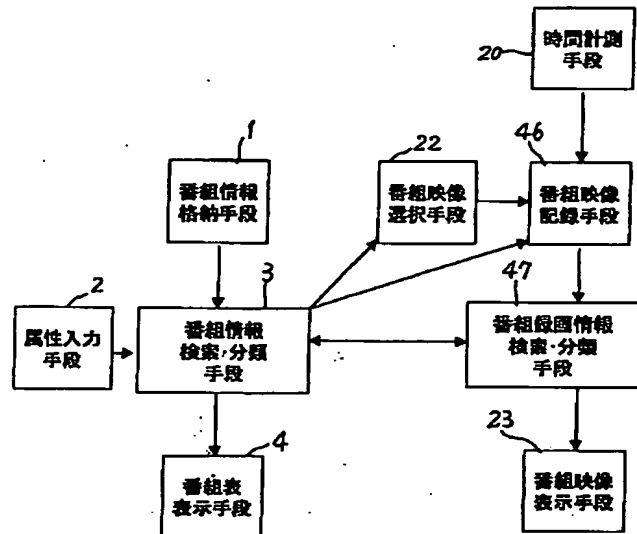 20
時間計測
手段
1
番組情報
格納手段
22
番組映像
選択手段
46
番組映像
記録手段
2
属性入力
手段
3
番組情報
検索・分類
手段
47
番組録画情報
検索・分類
手段
4
番組表
表示手段
23
番組映像
表示手段